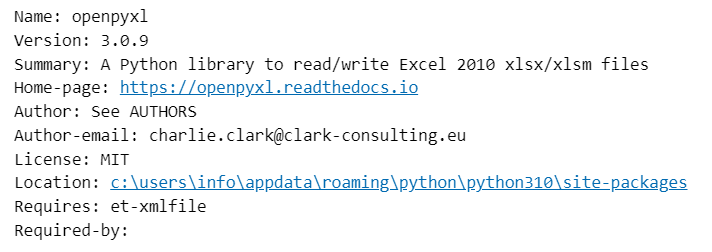 Name: openpyxl
Version: 3.0.9
Summary: A Python library to read/write Excel 2010 xlsx/xlsm files
Home-page: https://openpyxl.readthedocs.io
Author: See AUTHORS
Author-email: charlie.clark@clark-consulting.eu
License: MIT
Location: c:\users\info\appdata\roaming\python\python310\site-packages
Requires: et-xmlfile
Required-by: